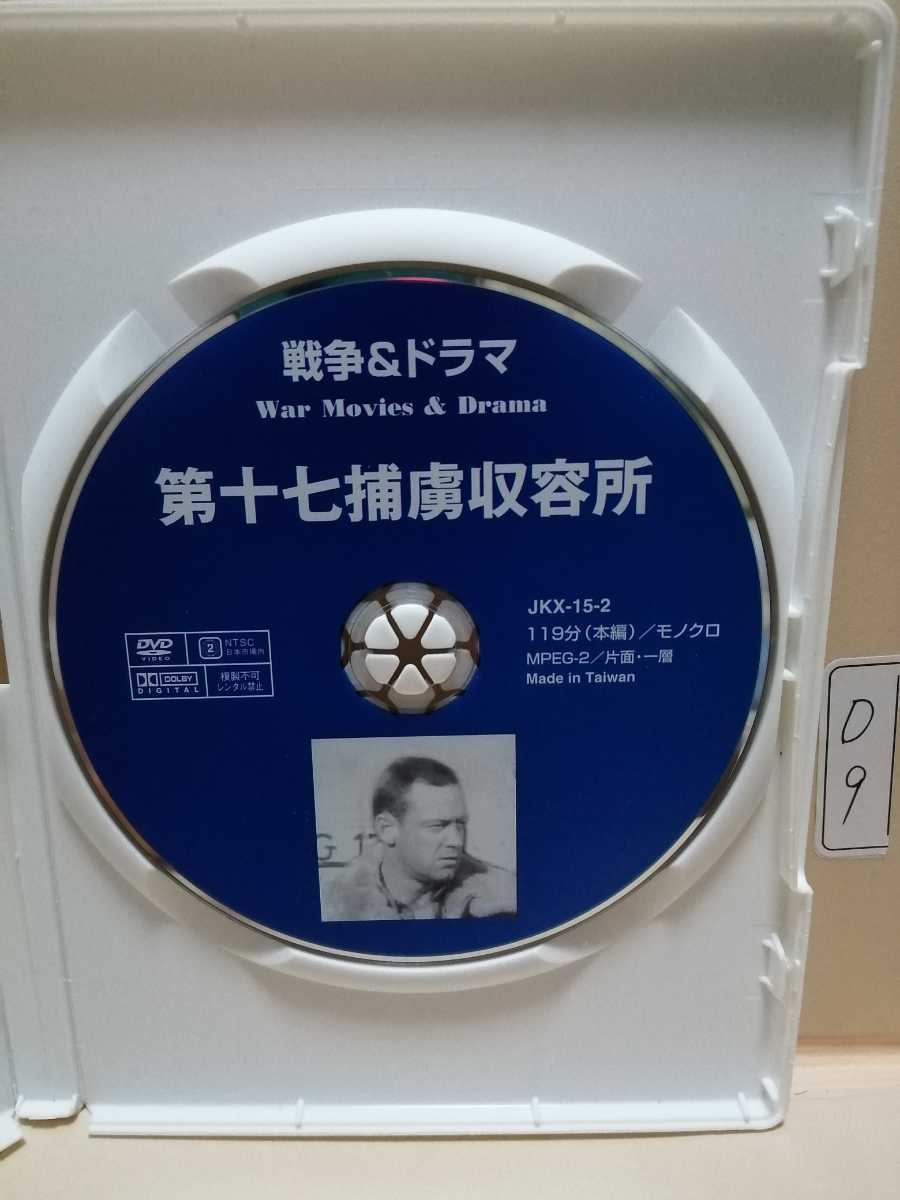 戦争&ドラマ
War Movies & Drama
第十七捕虜収容所
DVD
VIDEO
2
NTSC
日本市場内
DOLBY
DIGITAL
複製不可
レンタル禁止
JKX-15-2
119分(本編)/モノクロ
MPEG-2/片面・一層
Made in Taiwan
G 17
D
9